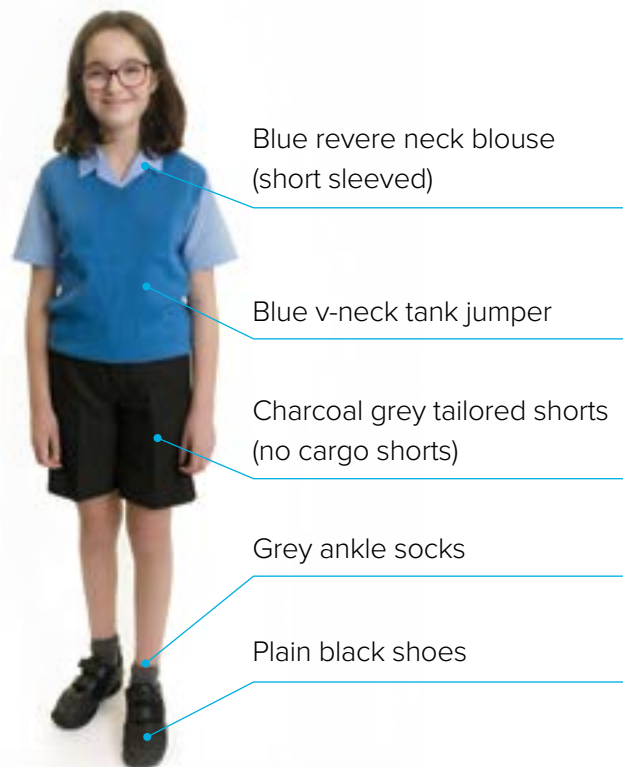 Blue revere neck blouse
(short sleeved)
Blue v-neck tank jumper
Charcoal grey tailored shorts
(no cargo shorts)
Grey ankle socks
Plain black shoes